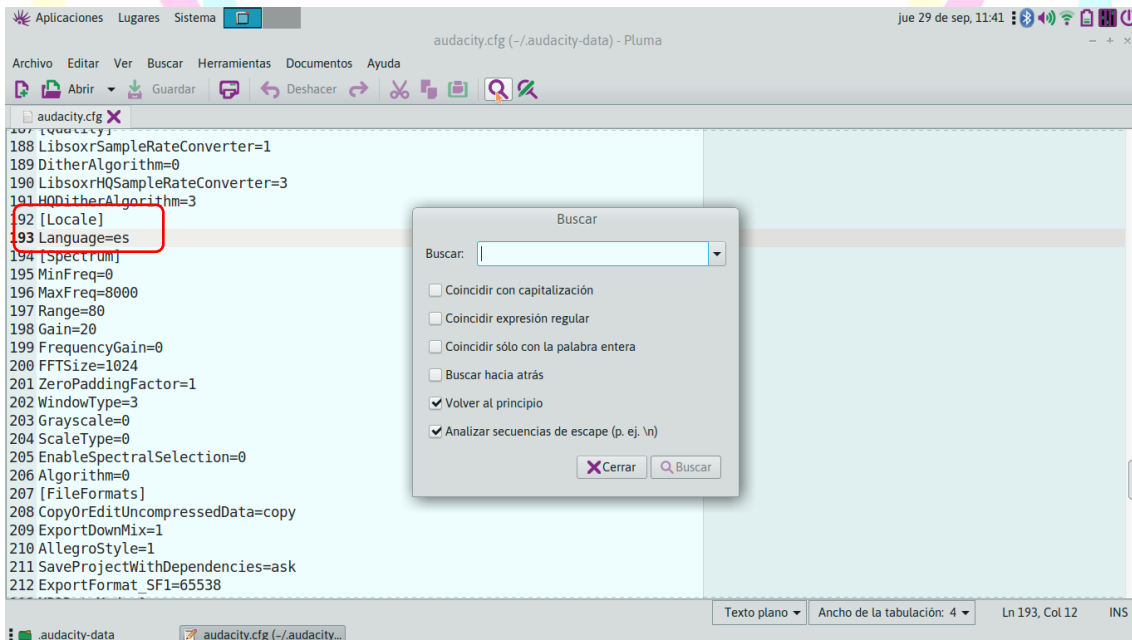 Aplicaciones Lugares Sistema jue 29 de sep, 11:41
audacity.cfg (~/.audacity-data) - Pluma
Archivo Editar Ver Buscar Herramientas Documentos Ayuda
Abrir Guardar Deshacer
audacity.cfg
187 [Quality]
188 LibsoxrSampleRateConverter=1
189 DitherAlgorithm=0
190 LibsoxrHQSampleRateConverter=3
191 HQDitherAlgorithm=3
192 [Locale]
193 Language=es
194 [Spectrum]
195 MinFreq=0
196 MaxFreq=8000
197 Range=80
198 Gain=20
199 FrequencyGain=0
200 FFTSize=1024
201 ZeroPaddingFactor=1
202 WindowType=3
203 Grayscale=0
204 ScaleType=0
205 EnableSpectralSelection=0
206 Algorithm=0
207 [FileFormats]
208 CopyOrEditUncompressedData=copy
209 ExportDownMix=1
210 AllegroStyle=1
211 SaveProjectWithDependencies=ask
212 ExportFormat_SF1=65538
Buscar
Buscar:
Coincidir con capitalización
Coincidir expresión regular
Coincidir sólo con la palabra entera
Buscar hacia atrás
Volver al principio
Analizar secuencias de escape (p. ej. \n)
Cerrar Buscar
Texto plano Ancho de la tabulación: 4 Ln 193, Col 12 INS
.audacity-data audacity.cfg (~/.audacity...